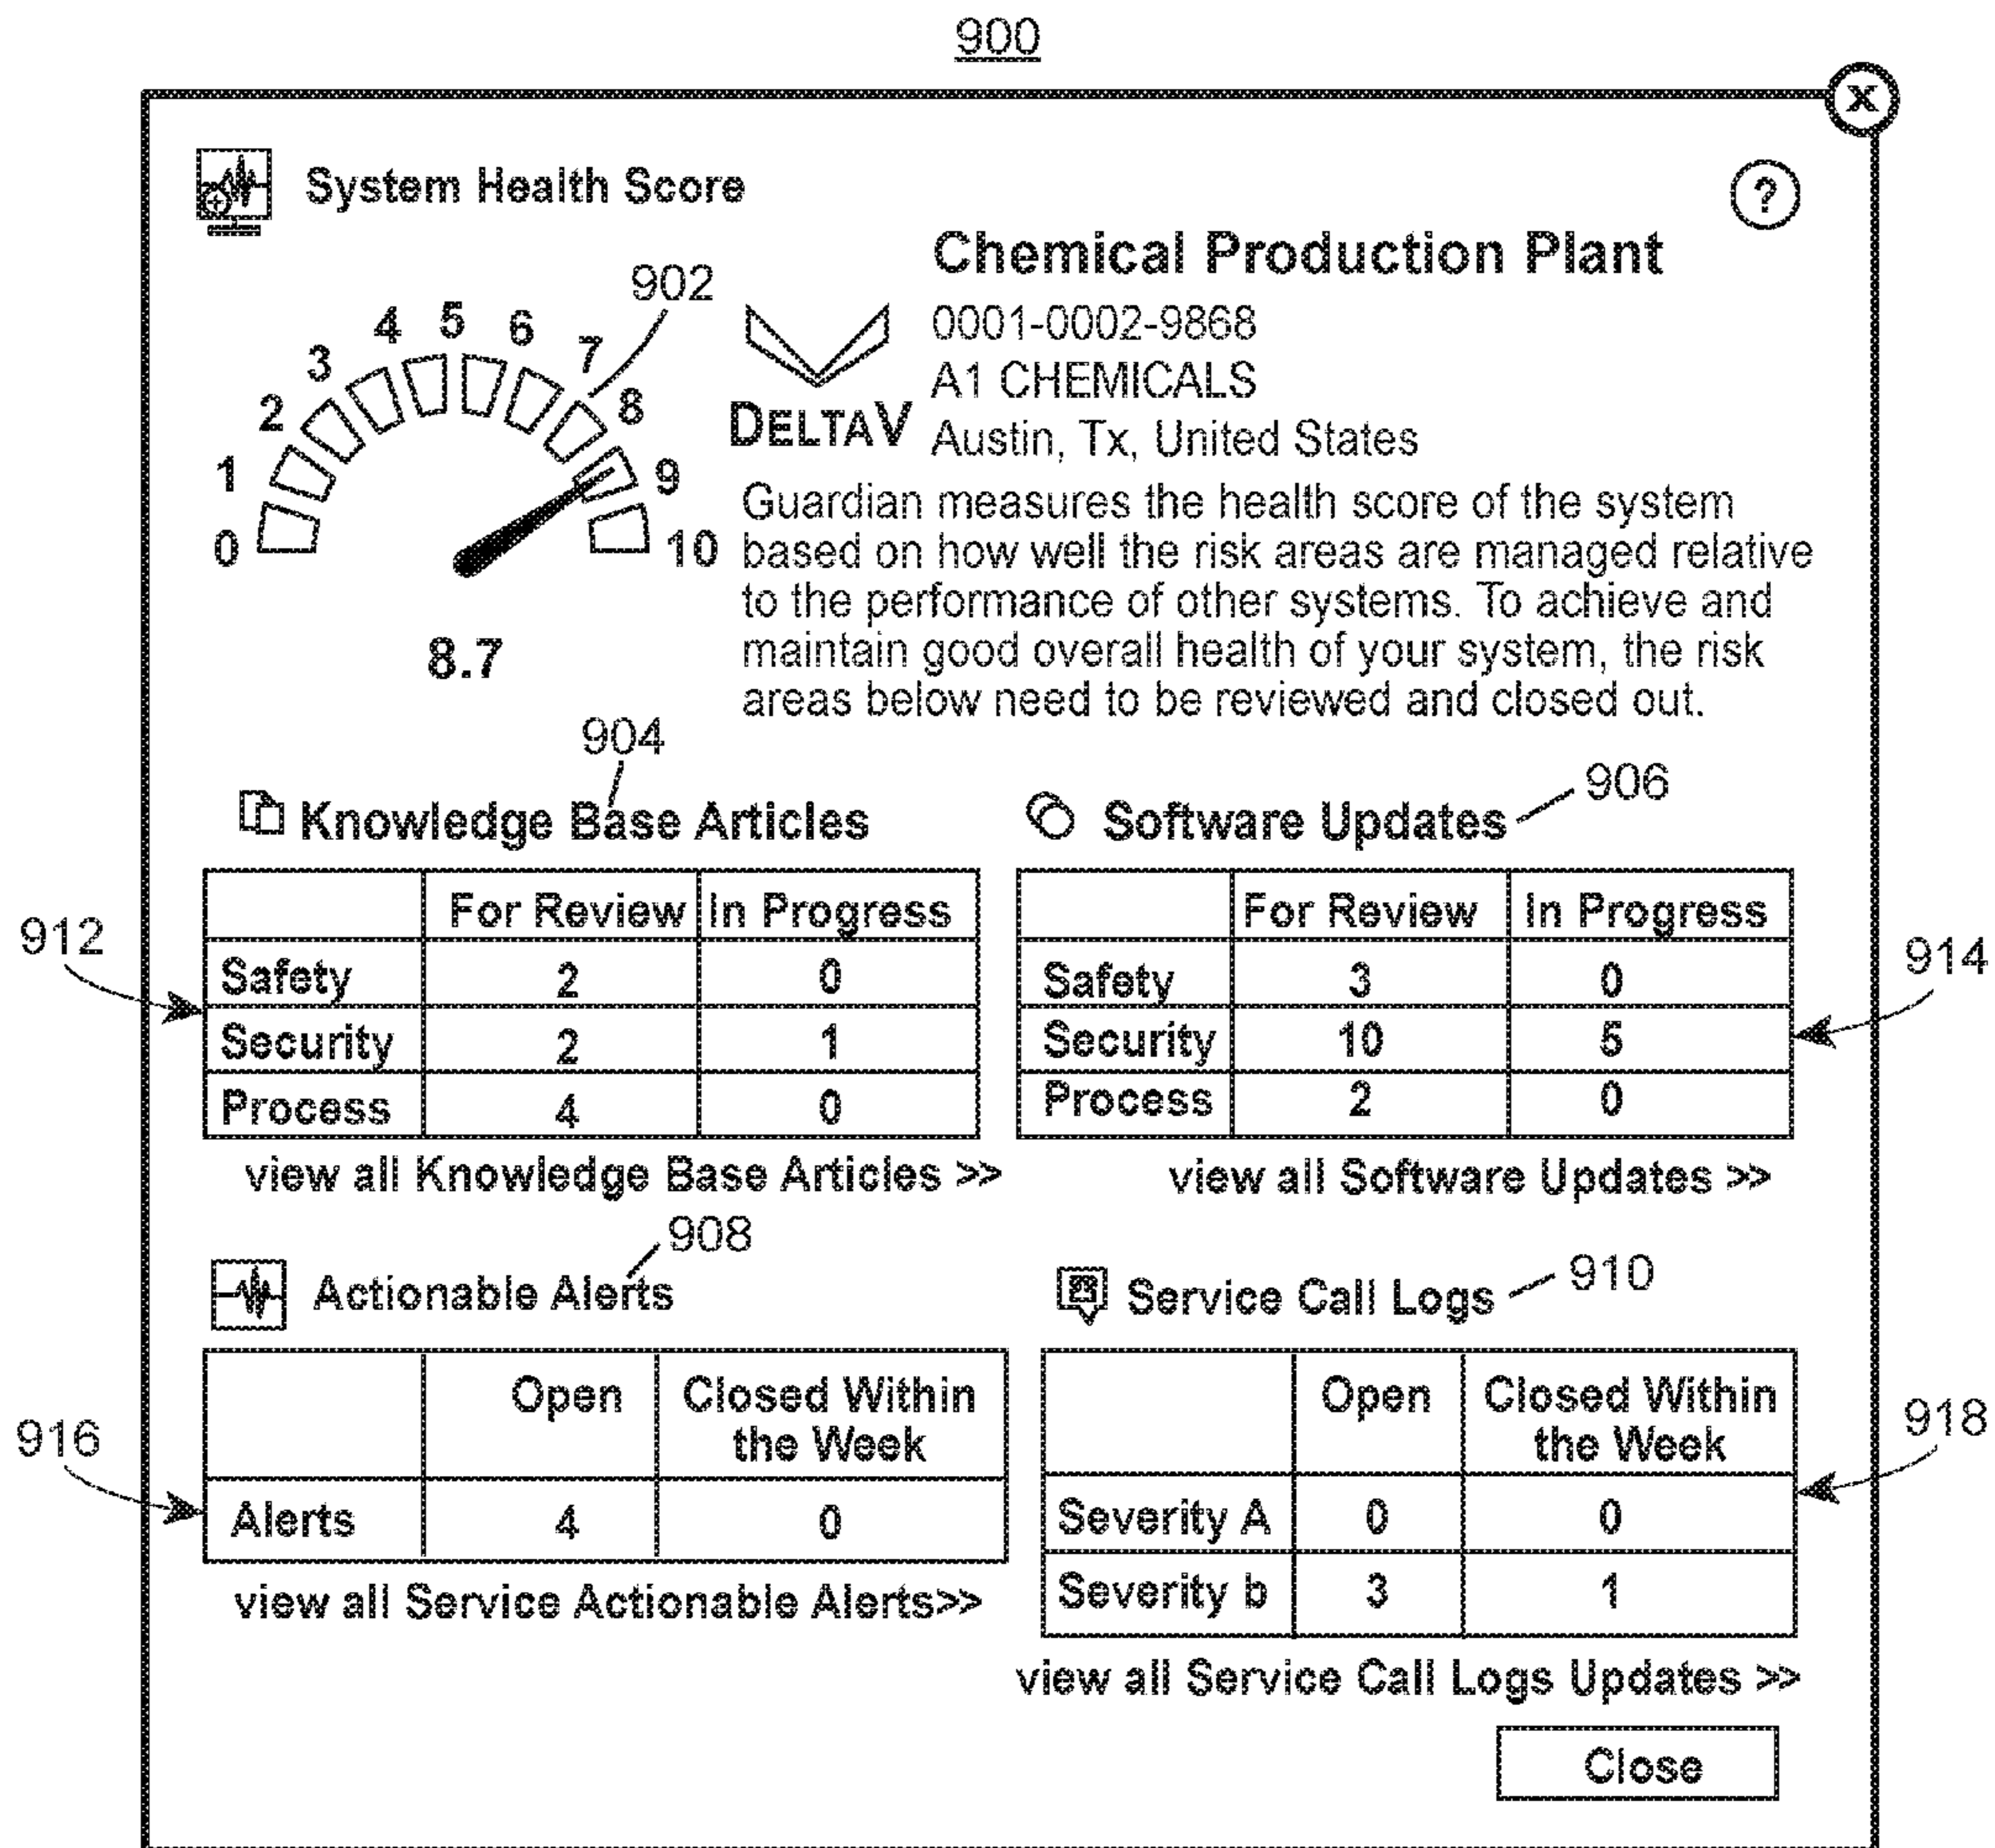 900
X
System Health Score
?
Chemical Production Plant
902
0 1 2 3 4 5 6 7 8 9 10
8.7
DELTAV
0001-0002-9868
A1 CHEMICALS
Austin, Tx, United States
Guardian measures the health score of the system
based on how well the risk areas are managed relative
to the performance of other systems. To achieve and
maintain good overall health of your system, the risk
areas below need to be reviewed and closed out.
904
Knowledge Base Articles
For Review In Progress
912
Safety 2 0
Security 2 1
Process 4 0
view all Knowledge Base Articles >>
906
Software Updates
For Review In Progress
914
Safety 3 0
Security 10 5
Process 2 0
view all Software Updates >>
908
Actionable Alerts
Open Closed Within
the Week
916
Alerts 4 0
view all Service Actionable Alerts>>
910
Service Call Logs
Open Closed Within
the Week
918
Severity A 0 0
Severity b 3 1
view all Service Call Logs Updates >>
Close